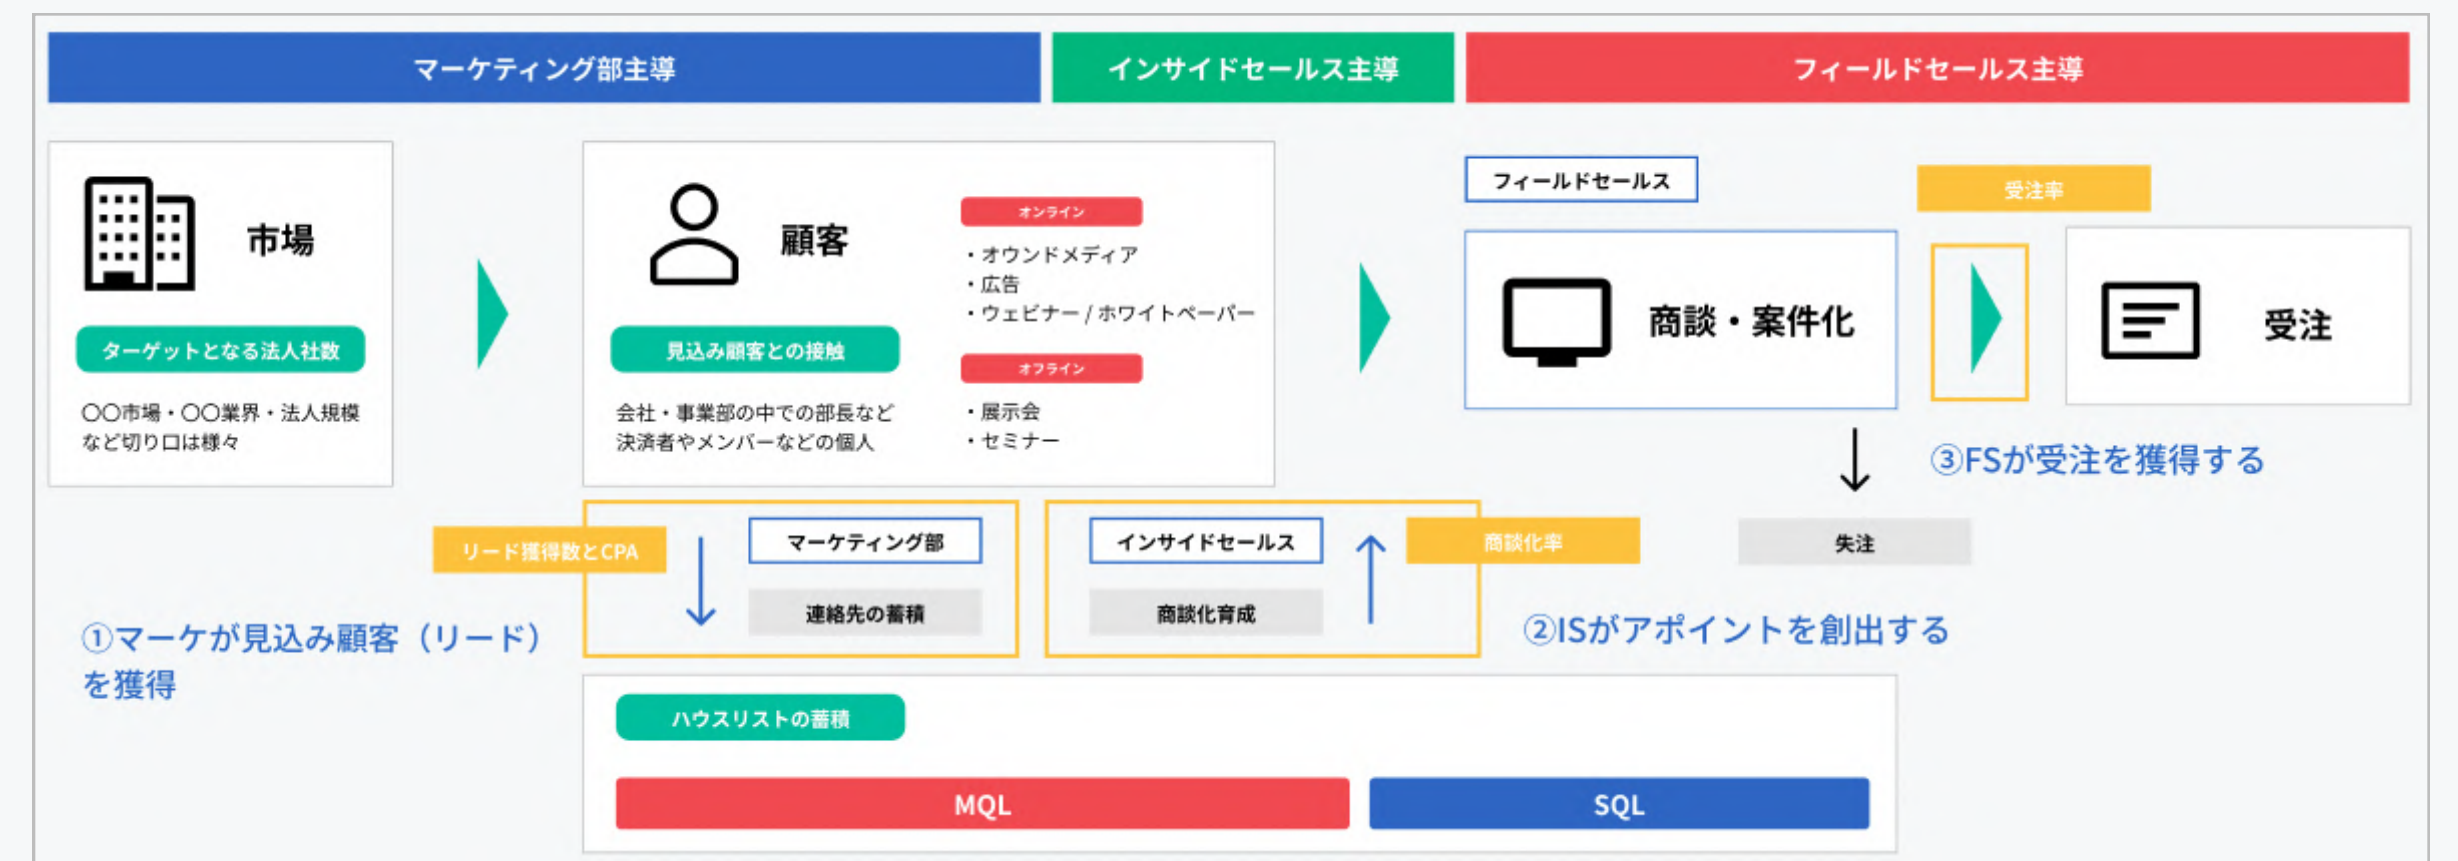 マーケティング部主導
インサイドセールス主導
フィールドセールス主導
市場
ターゲットとなる法人社数
〇〇市場・〇〇業界・法人規模
など切り口は様々
顧客
見込み顧客との接触
会社・事業部の中での部長など
決済者やメンバーなどの個人
オンライン
・オウンドメディア
・広告
・ウェビナー / ホワイトペーパー
オフライン
・展示会
・セミナー
フィールドセールス
商談・案件化
受注率
受注
③FSが受注を獲得する
失注
リード獲得数とCPA
マーケティング部
連絡先の蓄積
インサイドセールス
商談化育成
商談化率
①マーケが見込み顧客（リード）
を獲得
②ISがアポイントを創出する
ハウスリストの蓄積
MQL
SQL